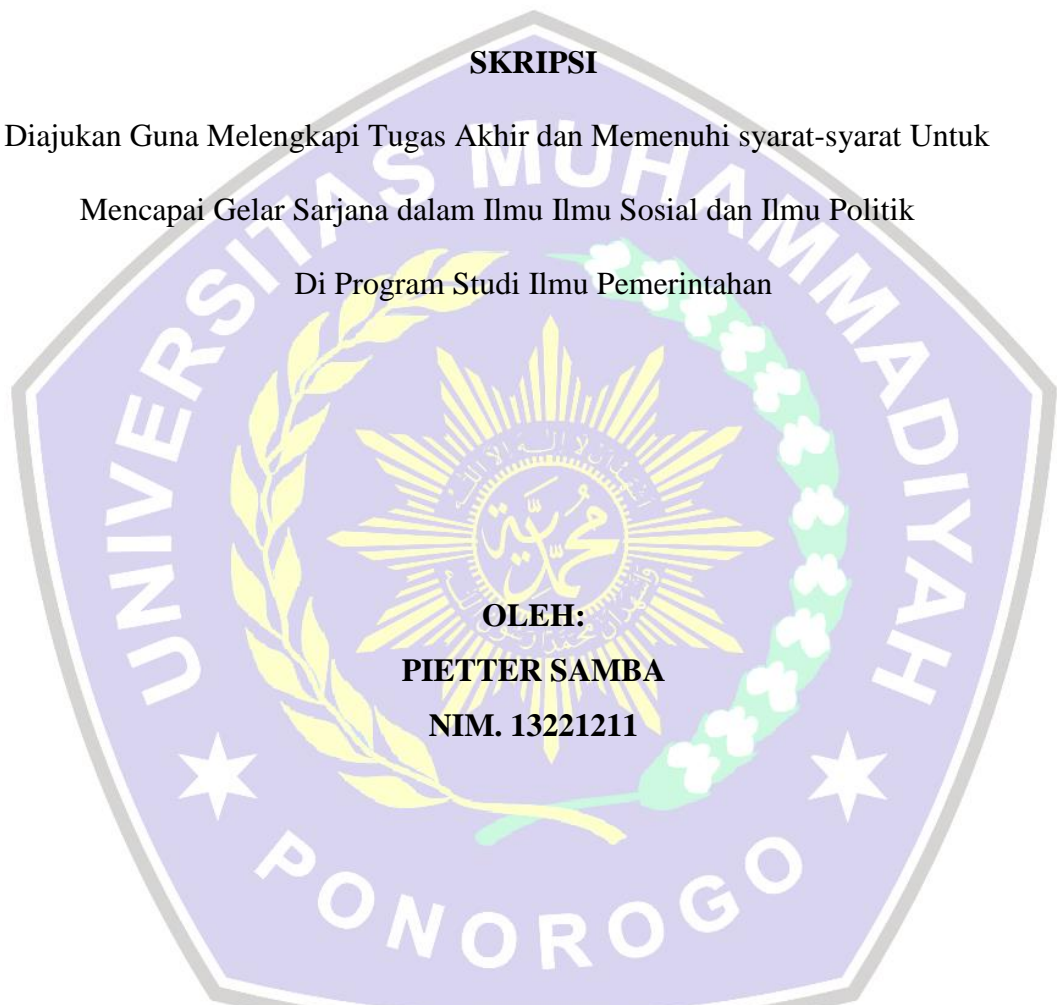 SKRIPSI
Diajukan Guna Melengkapi Tugas Akhir dan Memenuhi syarat-syarat Untuk
Mencapai Gelar Sarjana dalam Ilmu Ilmu Sosial dan Ilmu Politik
Di Program Studi Ilmu Pemerintahan
OLEH:
PIETTER SAMBA
NIM. 13221211
UNIVERSITAS MUHAMMADIYAH
PONOROGO
محمدية